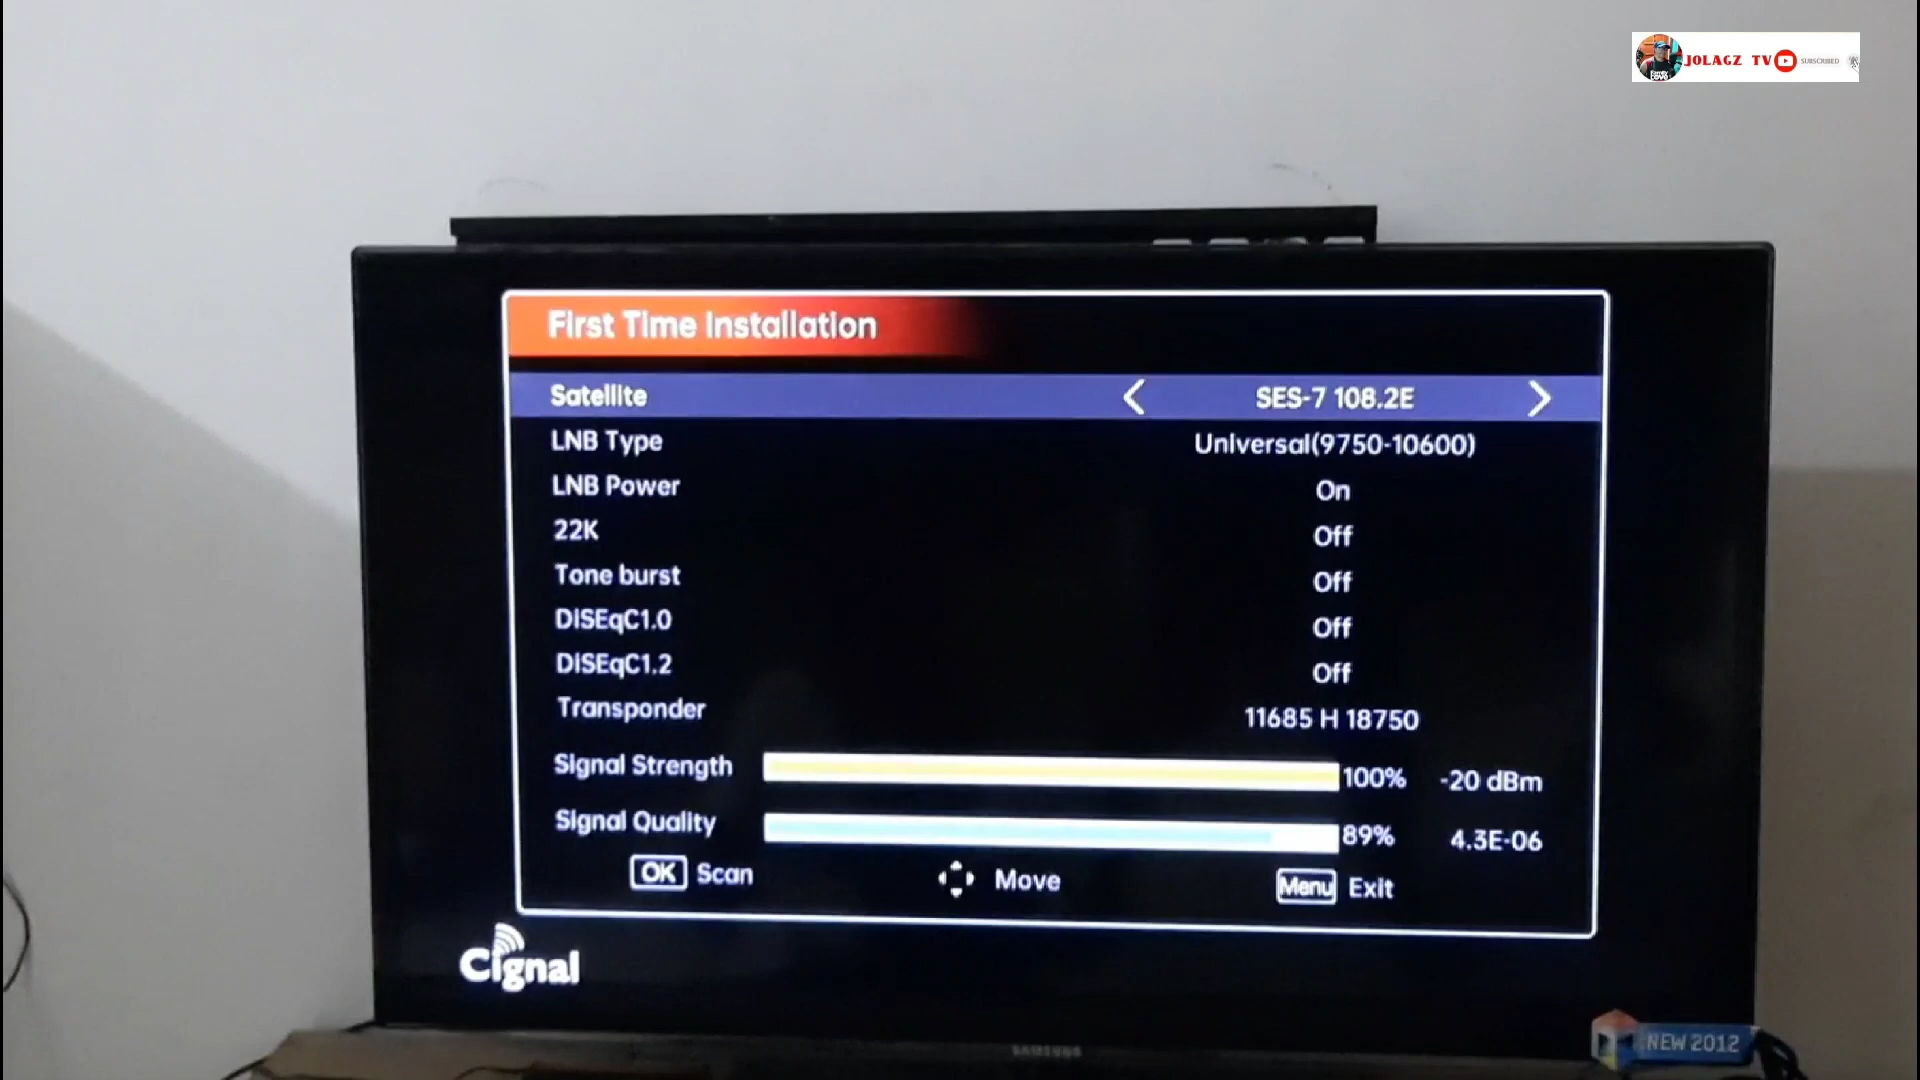 JOLAGZ TV SUBSCRIBED
First Time Installation
Satellite SES-7 108.2E
LNB Type Universal(9750-10600)
LNB Power On
22K Off
Tone burst Off
DiSEqC1.0 Off
DiSEqC1.2 Off
Transponder 11685 H 18750
Signal Strength 100% -20 dBm
Signal Quality 89% 4.3E-06
OK Scan Move Menu Exit
Cignal
SAMSUNG
NEW 2012